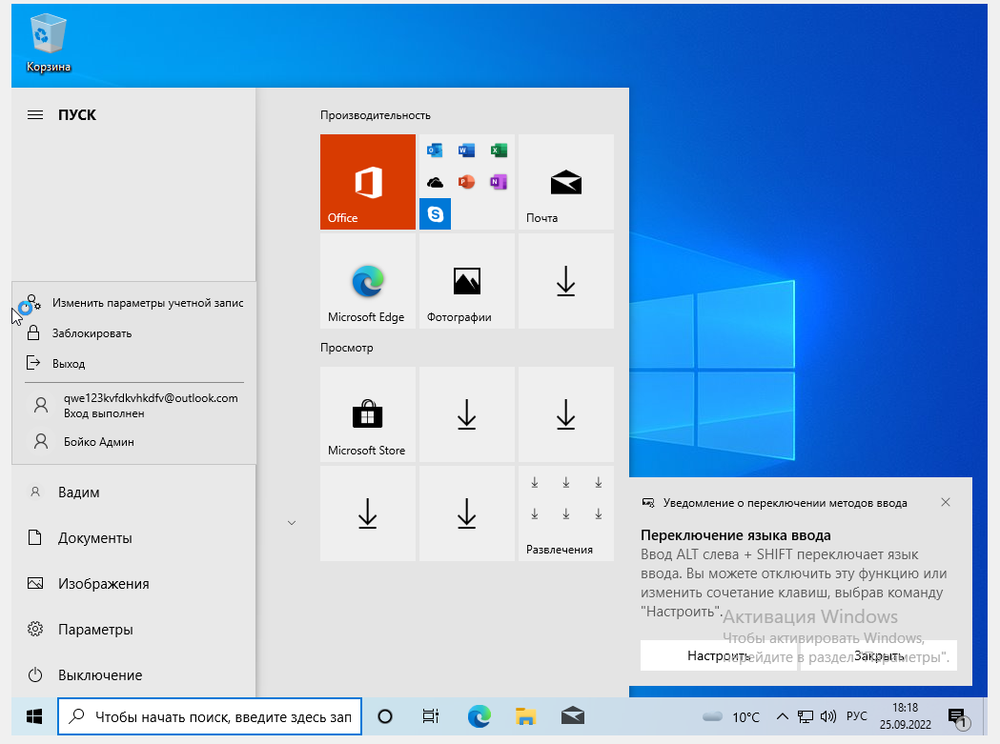 Корзина
ПУСК
Изменить параметры учетной запис
Заблокировать
Выход
qwe123kvfdkvhkdfv@outlook.com
Вход выполнен
Бойко Админ
Вадим
Документы
Изображения
Параметры
Выключение
Производительность
Office
Почта
Microsoft Edge
Фотографии
Просмотр
Microsoft Store
Развлечения
Уведомление о переключении методов ввода
Переключение языка ввода
Ввод ALT слева + SHIFT переключает язык
ввода. Вы можете отключить эту функцию или
изменить сочетание клавиш, выбрав команду
"Настроить".
Активация Windows
Чтобы активировать Windows,
перейдите в раздел "Параметры".
Настроить
Закрыть
Чтобы начать поиск, введите здесь зап
10°C
РУС
18:18
25.09.2022
1